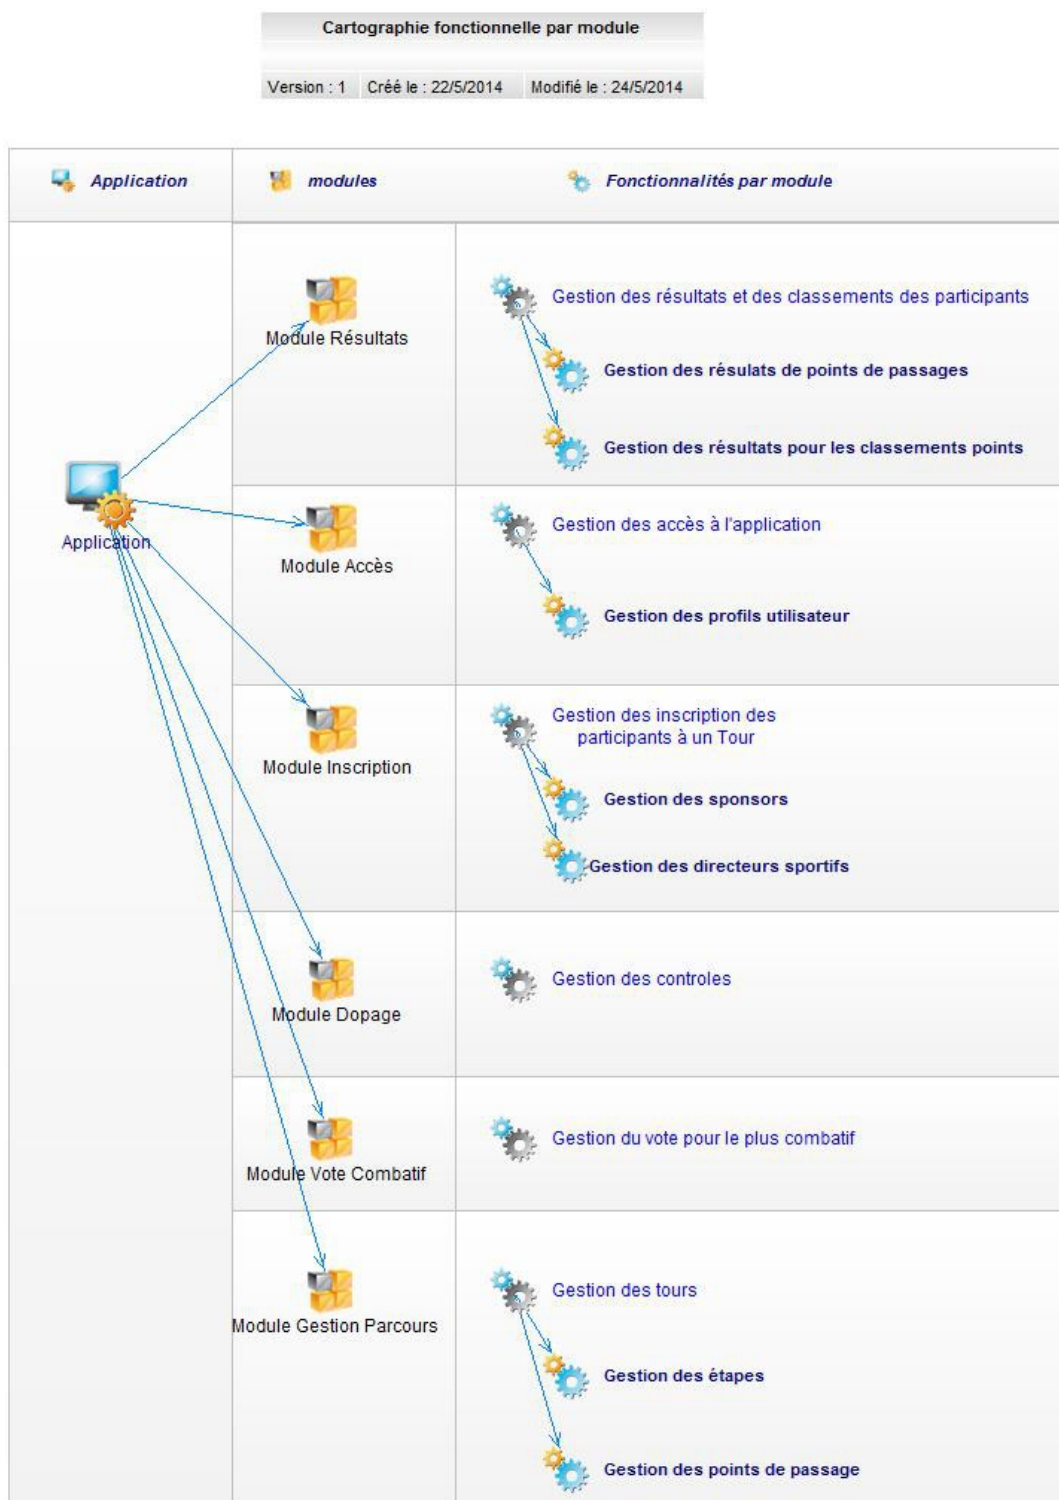 Cartographie fonctionnelle par module
Version : 1 Créé le : 22/5/2014 Modifié le : 24/5/2014
Application modules Fonctionnalités par module
Gestion des résultats et des classements des participants
Module Résultats
Gestion des résulats de points de passages
Gestion des résultats pour les classements points
Application
Gestion des accès à l'application
Module Accès
Gestion des profils utilisateur
Gestion des inscription des
participants à un Tour
Module Inscription
Gestion des sponsors
Gestion des directeurs sportifs
Gestion des controles
Module Dopage
Gestion du vote pour le plus combatif
Module Vote Combatif
Gestion des tours
Module Gestion Parcours
Gestion des étapes
Gestion des points de passage